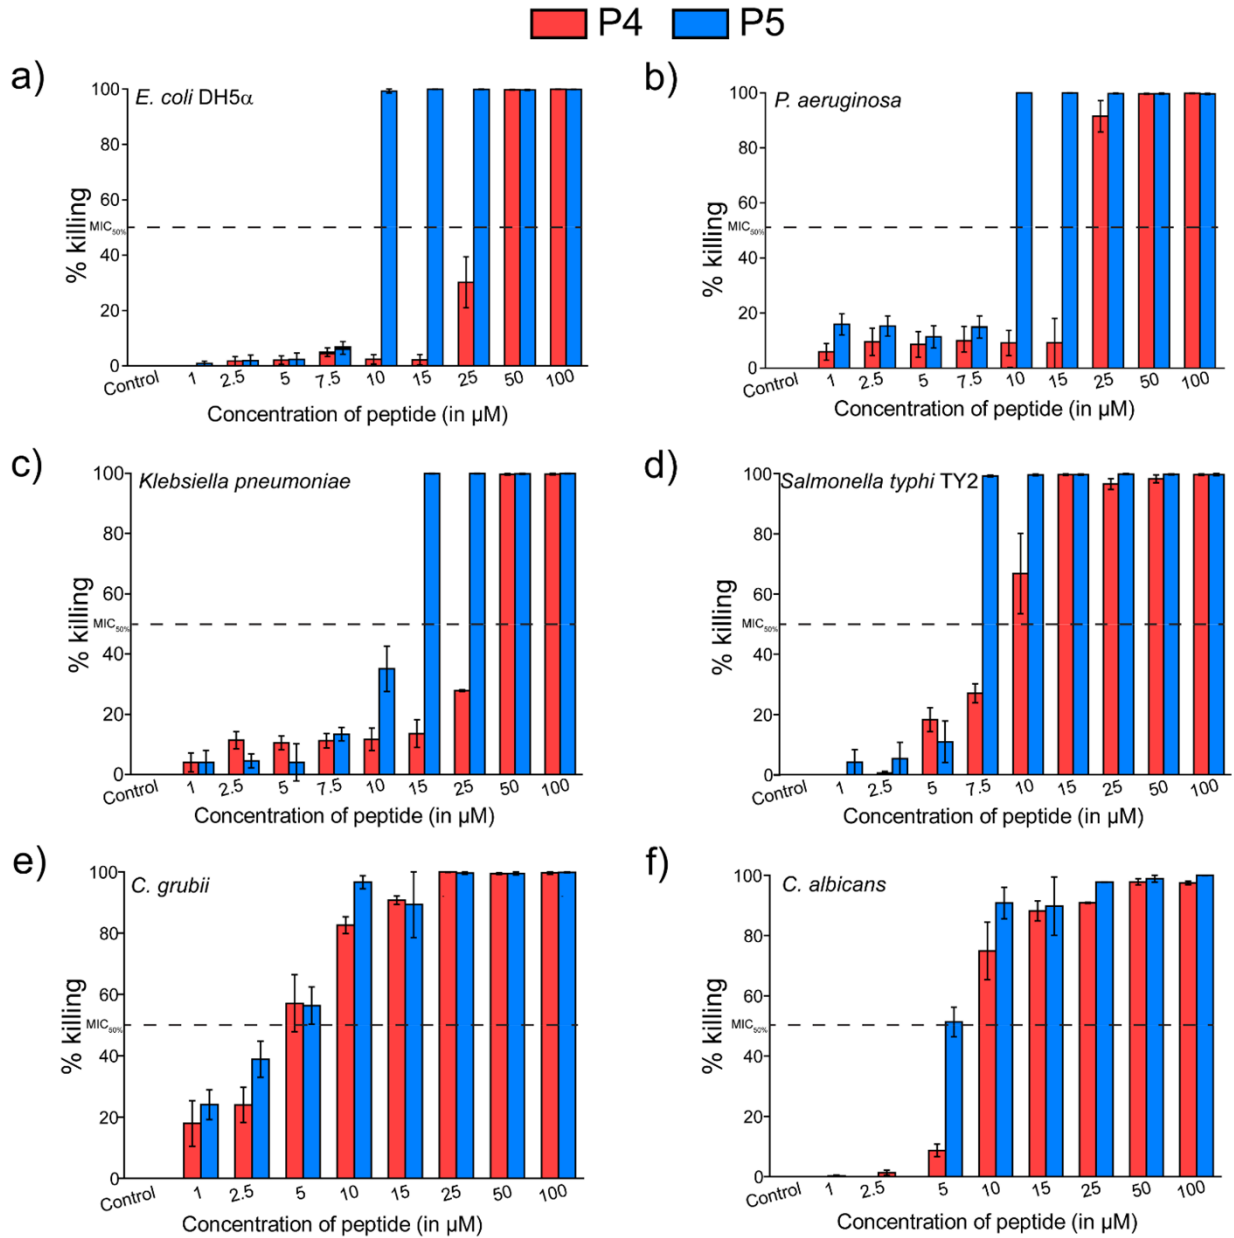 P4 P5
a)
E. coli DH5α
100
80
60
MIC50%
40
20
0
% killing
Control 1 2.5 5 7.5 10 15 25 50 100
Concentration of peptide (in µM)
b)
P. aeruginosa
100
80
60
MIC50%
40
20
0
% killing
Control 1 2.5 5 7.5 10 15 25 50 100
Concentration of peptide (in µM)
c)
Klebsiella pneumoniae
100
80
60
MIC50%
40
20
0
% killing
Control 1 2.5 5 7.5 10 15 25 50 100
Concentration of peptide (in µM)
d)
Salmonella typhi TY2
100
80
60
MIC50%
40
20
0
% killing
Control 1 2.5 5 7.5 10 15 25 50 100
Concentration of peptide (in µM)
e)
C. grubii
100
80
60
MIC50%
40
20
0
% killing
Control 1 2.5 5 10 15 25 50 100
Concentration of peptide (in µM)
f)
C. albicans
100
80
60
MIC50%
40
20
0
% killing
Control 1 2.5 5 10 15 25 50 100
Concentration of peptide (in µM)